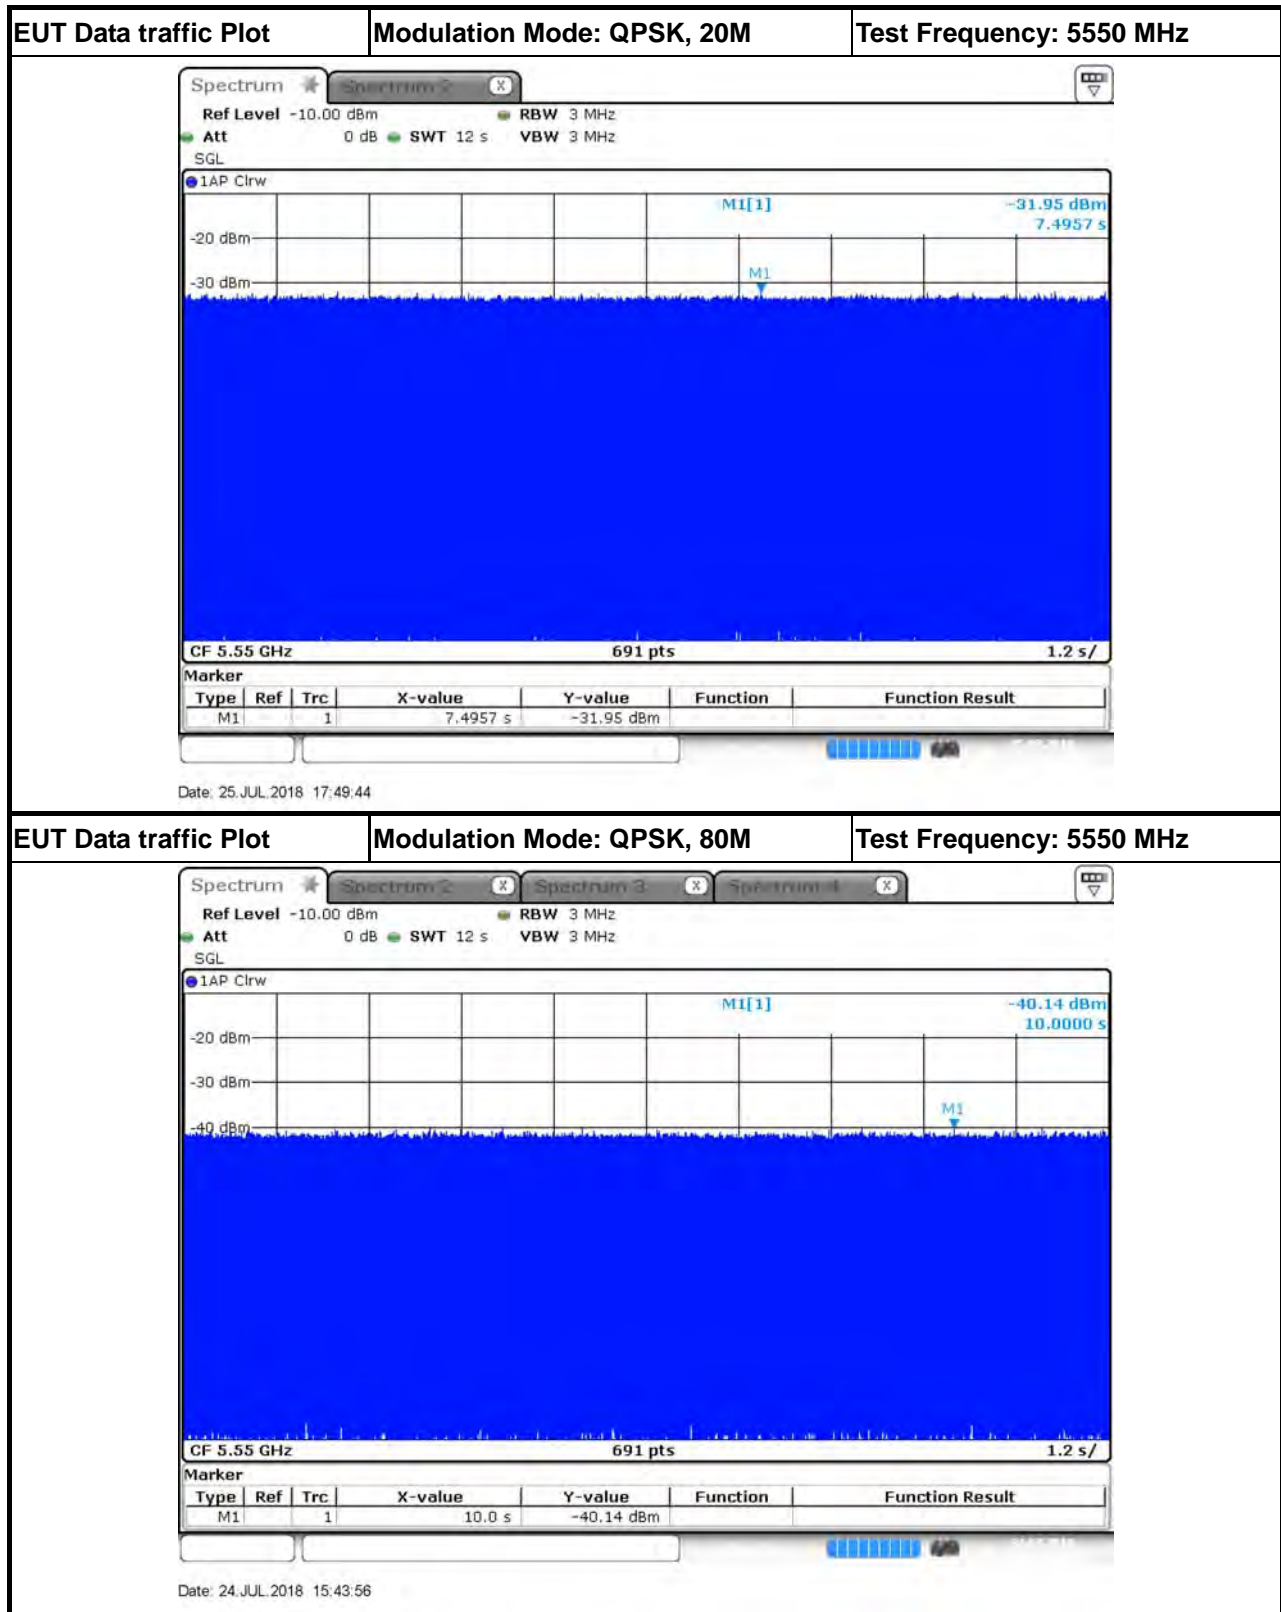 EUT Data traffic Plot Modulation Mode: QPSK, 20M Test Frequency: 5550 MHz
Spectrum Spectrum 2 X
Ref Level -10.00 dBm RBW 3 MHz
Att 0 dB SWT 12 s VBW 3 MHz
SGL
1AP Clrw
M1[1] -31.95 dBm
7.4957 s
-20 dBm
M1
-30 dBm
CF 5.55 GHz 691 pts 1.2 s/
Marker
Type Ref Trc X-value Y-value Function Function Result
M1 1 7.4957 s -31.95 dBm
Date: 25.JUL.2018 17:49:44
EUT Data traffic Plot Modulation Mode: QPSK, 80M Test Frequency: 5550 MHz
Spectrum Spectrum 2 X Spectrum 3 X Spectrum 4 X
Ref Level -10.00 dBm RBW 3 MHz
Att 0 dB SWT 12 s VBW 3 MHz
SGL
1AP Clrw
M1[1] -40.14 dBm
10.0000 s
-20 dBm
-30 dBm
M1
-40 dBm
CF 5.55 GHz 691 pts 1.2 s/
Marker
Type Ref Trc X-value Y-value Function Function Result
M1 1 10.0 s -40.14 dBm
Date: 24.JUL.2018 15:43:56